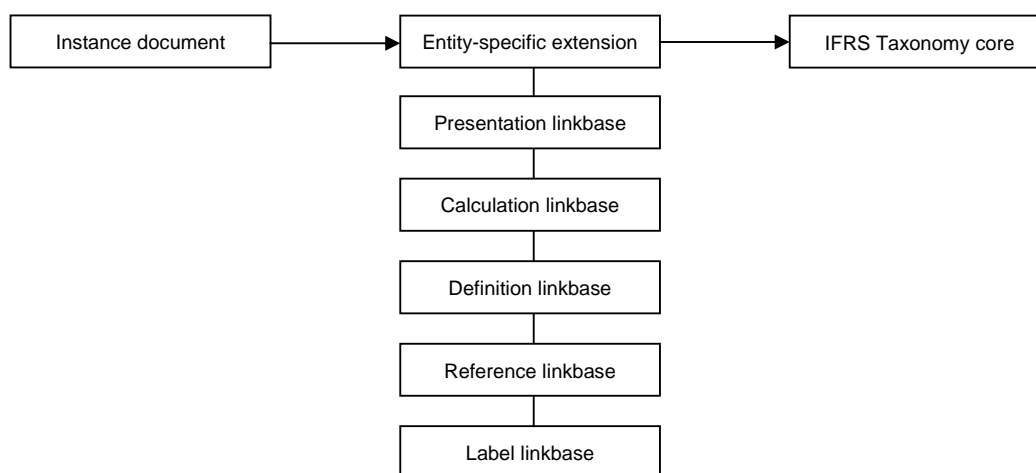 Instance document
Entity-specific extension
IFRS Taxonomy core
Presentation linkbase
Calculation linkbase
Definition linkbase
Reference linkbase
Label linkbase